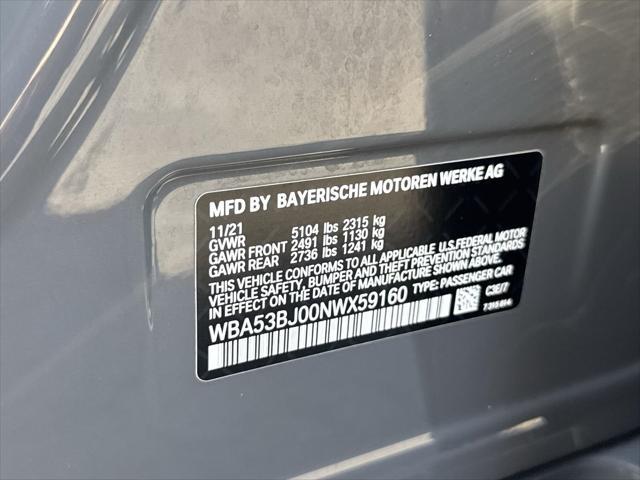 MFD BY BAYERISCHE MOTOREN WERKE AG
11/21
GVWR 5104 lbs 2315 kg
GAWR FRONT 2491 lbs 1130 kg
GAWR REAR 2736 lbs 1241 kg
THIS VEHICLE CONFORMS TO ALL APPLICABLE U.S.FEDERAL MOTOR
VEHICLE SAFETY, BUMPER AND THEFT PREVENTION STANDARDS
IN EFFECT ON THE DATE OF MANUFACTURE SHOWN ABOVE.
WBA53BJ00NWX59160 TYPE: PASSENGER CAR
C3E/7